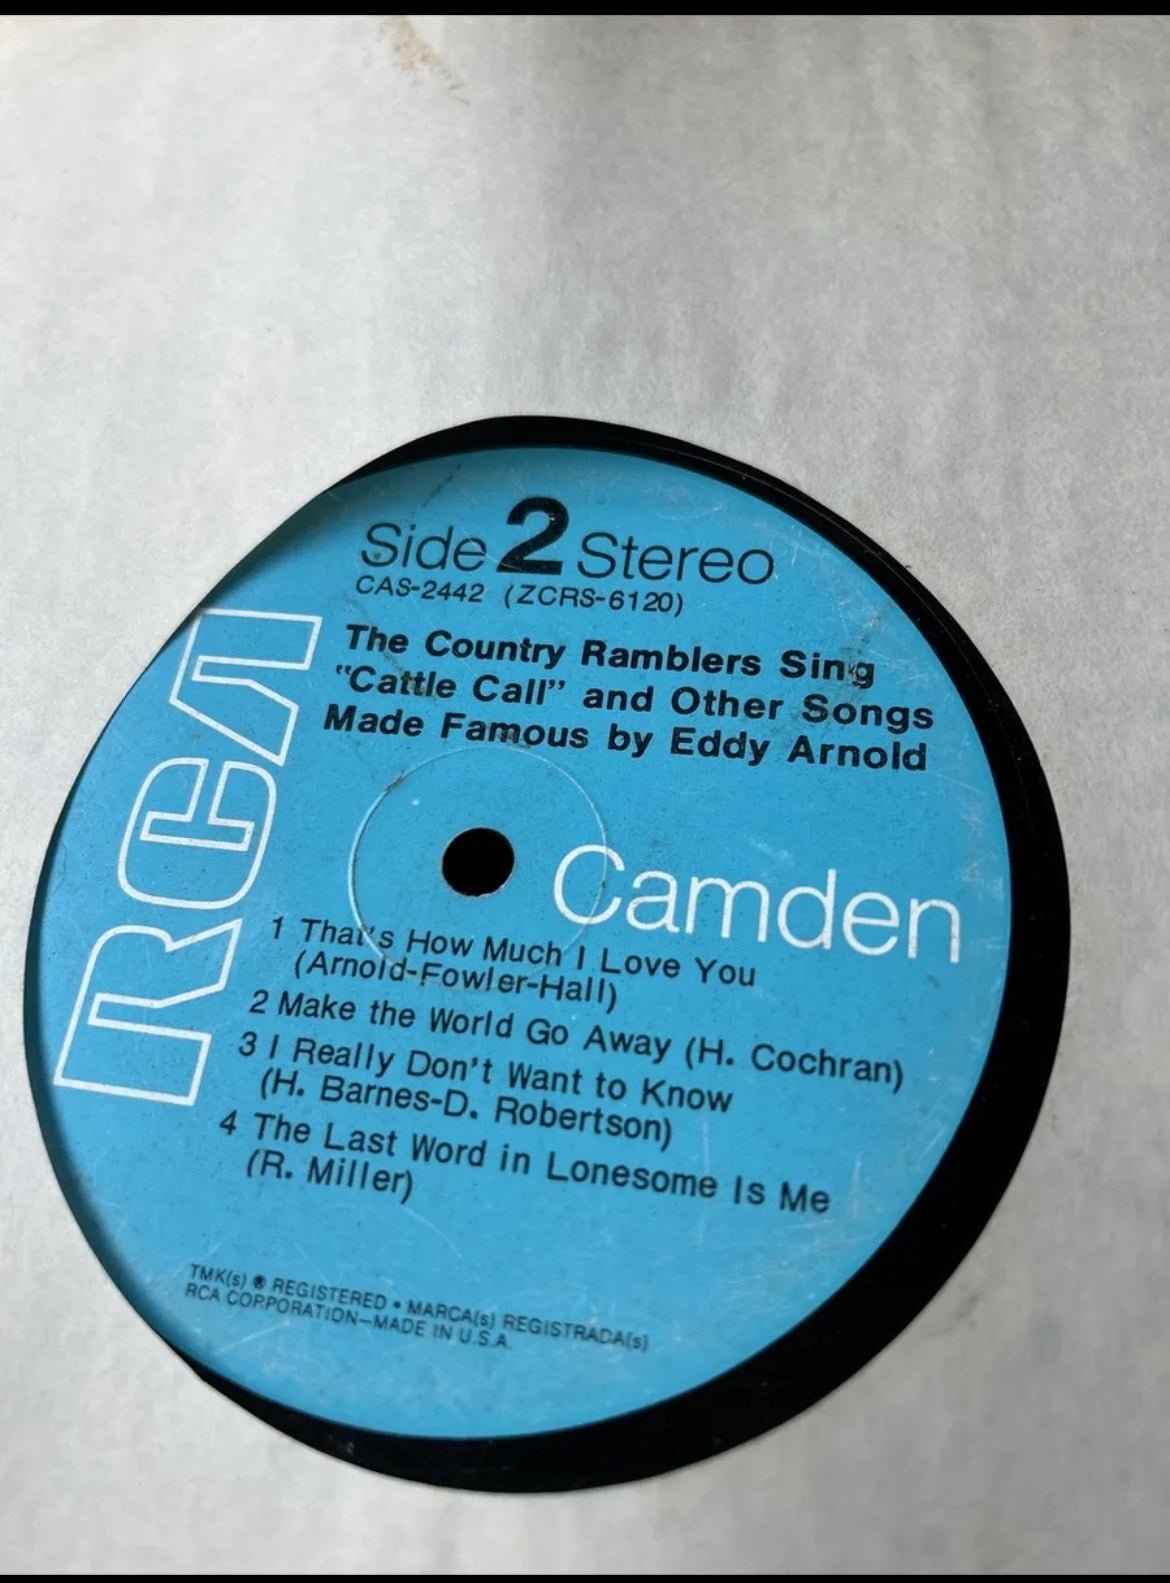 Side 2 Stereo
CAS-2442 (ZCRS-6120)
The Country Ramblers Sing
"Cattle Call" and Other Songs
Made Famous by Eddy Arnold
RCA
Camden
1 That's How Much I Love You
(Arnold-Fowler-Hall)
2 Make the World Go Away (H. Cochran)
3 I Really Don't Want to Know
(H. Barnes-D. Robertson)
4 The Last Word in Lonesome Is Me
(R. Miller)
TMK(s) ® REGISTERED • MARCA(s) REGISTRADA(s)
RCA CORPORATION—MADE IN U.S.A.